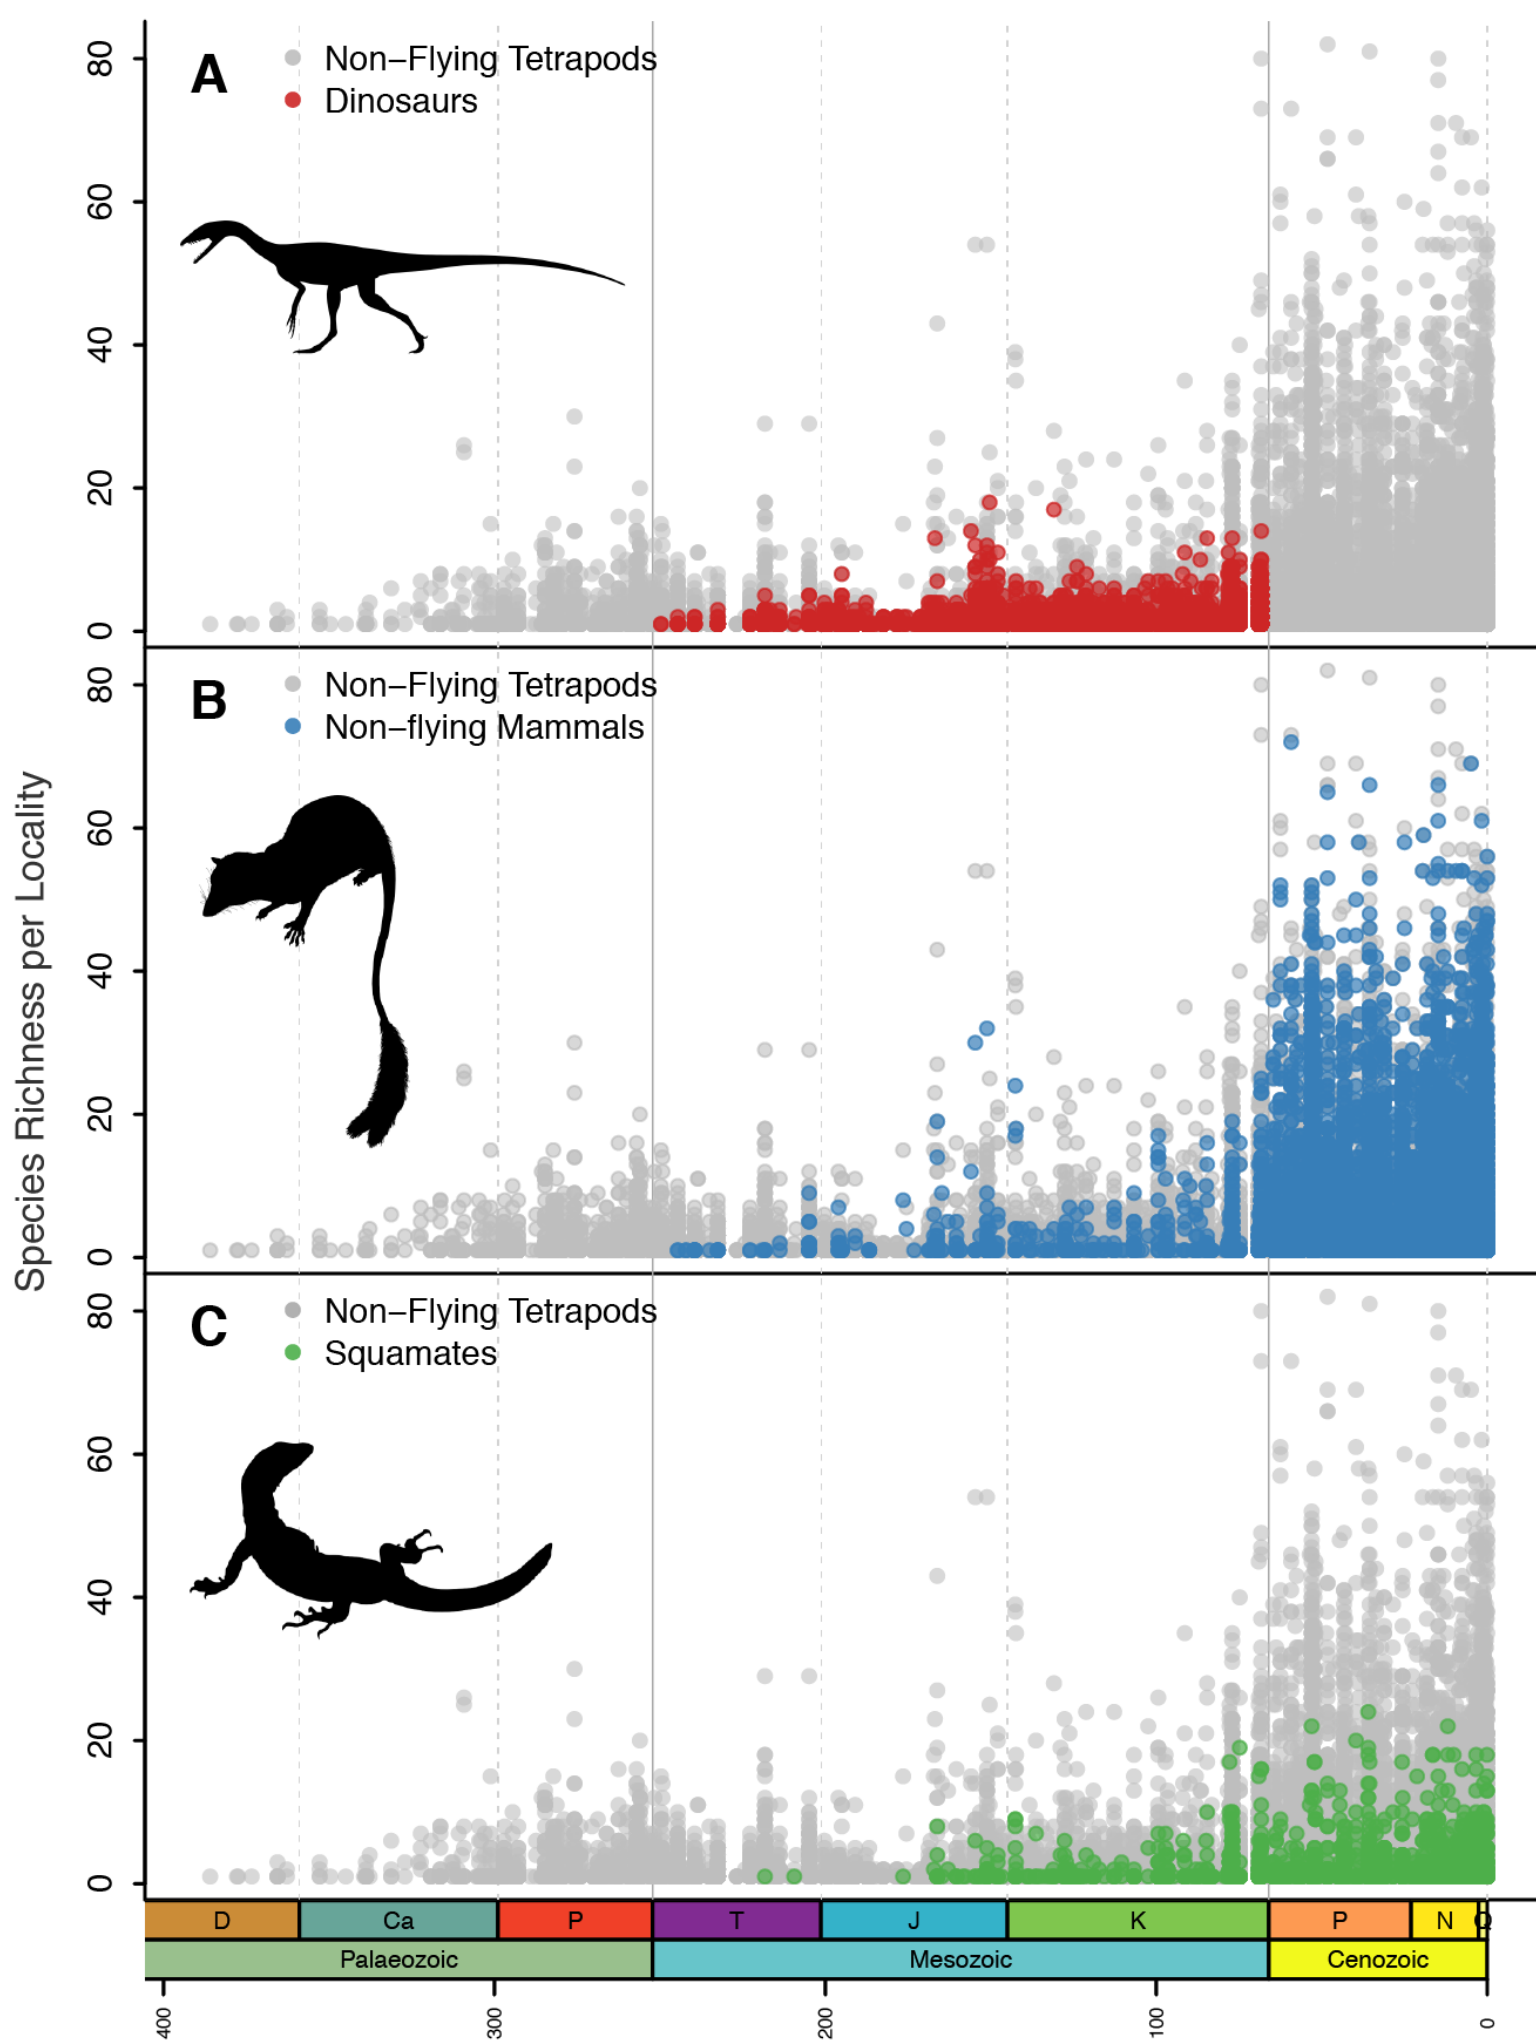 Species Richness per Locality
A
Non−Flying Tetrapods
Dinosaurs
80
60
40
20
0
B
Non−Flying Tetrapods
Non−flying Mammals
80
60
40
20
0
C
Non−Flying Tetrapods
Squamates
80
60
40
20
0
D Ca P T J K P N Q
Palaeozoic Mesozoic Cenozoic
400 300 200 100 0